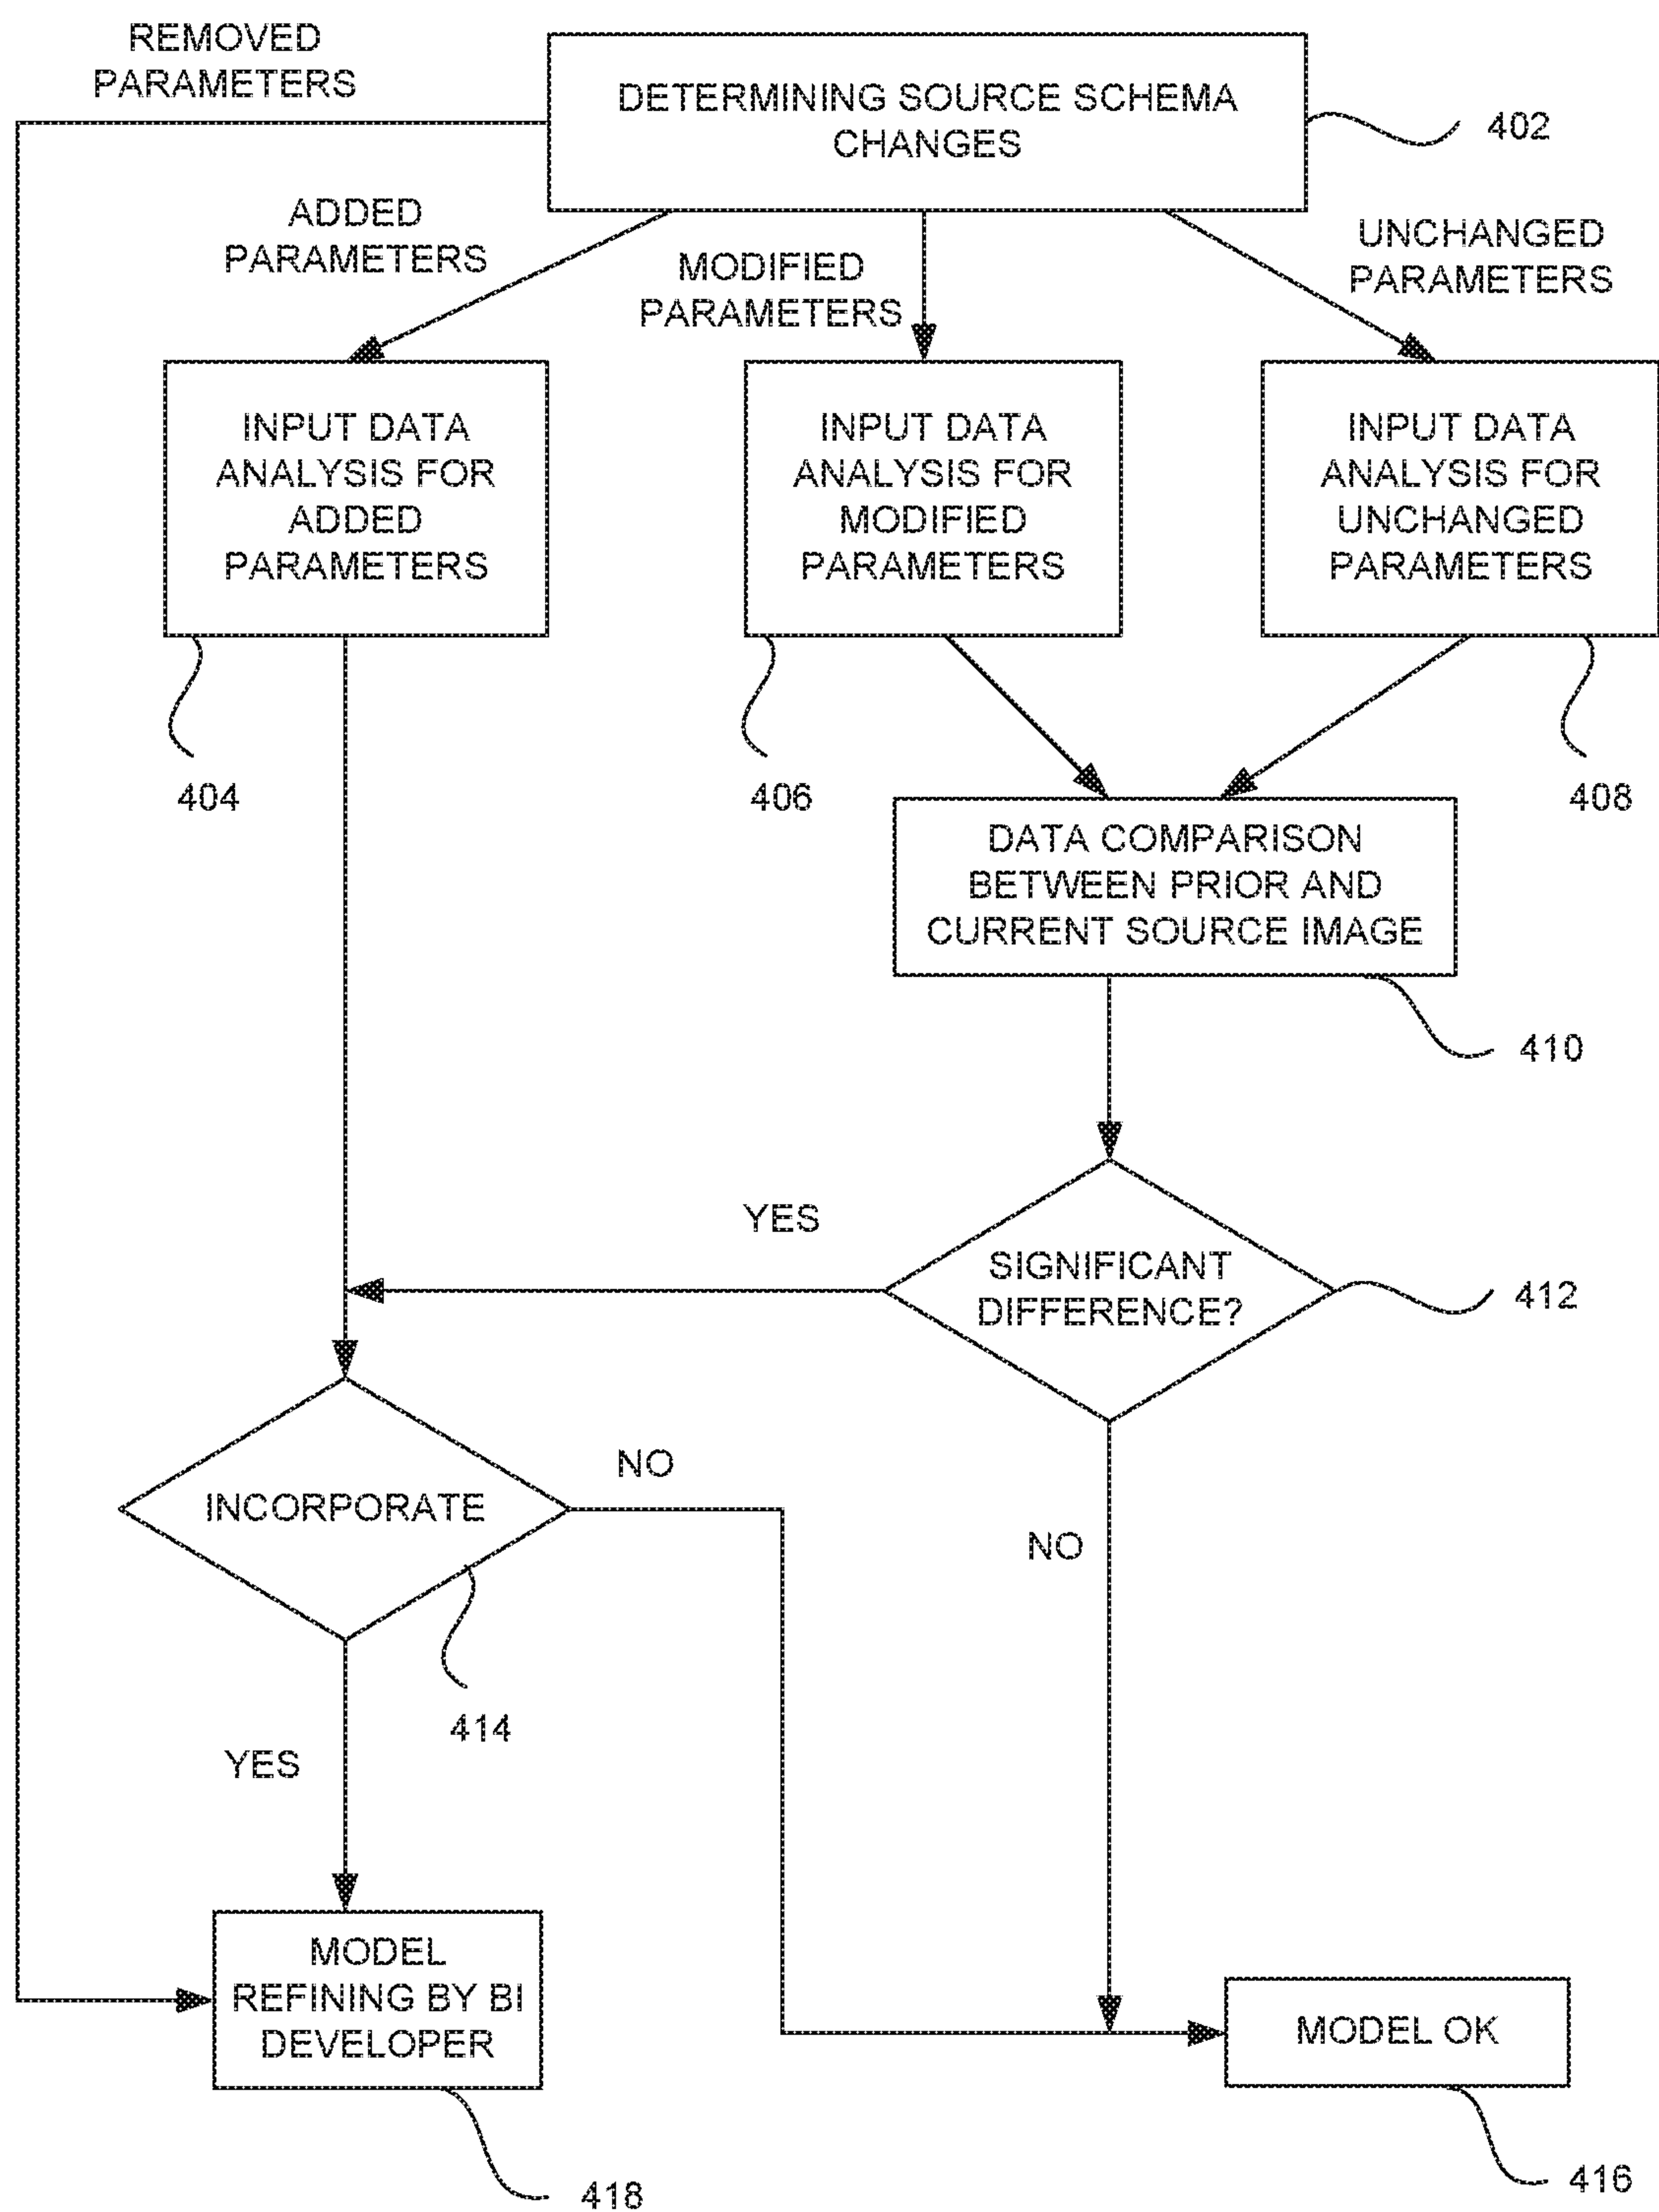 REMOVED
PARAMETERS
DETERMINING SOURCE SCHEMA
CHANGES
402
ADDED
PARAMETERS
MODIFIED
PARAMETERS
UNCHANGED
PARAMETERS
INPUT DATA
ANALYSIS FOR
ADDED
PARAMETERS
INPUT DATA
ANALYSIS FOR
MODIFIED
PARAMETERS
INPUT DATA
ANALYSIS FOR
UNCHANGED
PARAMETERS
404
406
408
DATA COMPARISON
BETWEEN PRIOR AND
CURRENT SOURCE IMAGE
410
YES
SIGNIFICANT
DIFFERENCE?
412
INCORPORATE
NO
NO
414
YES
MODEL
REFINING BY BI
DEVELOPER
MODEL OK
418
416